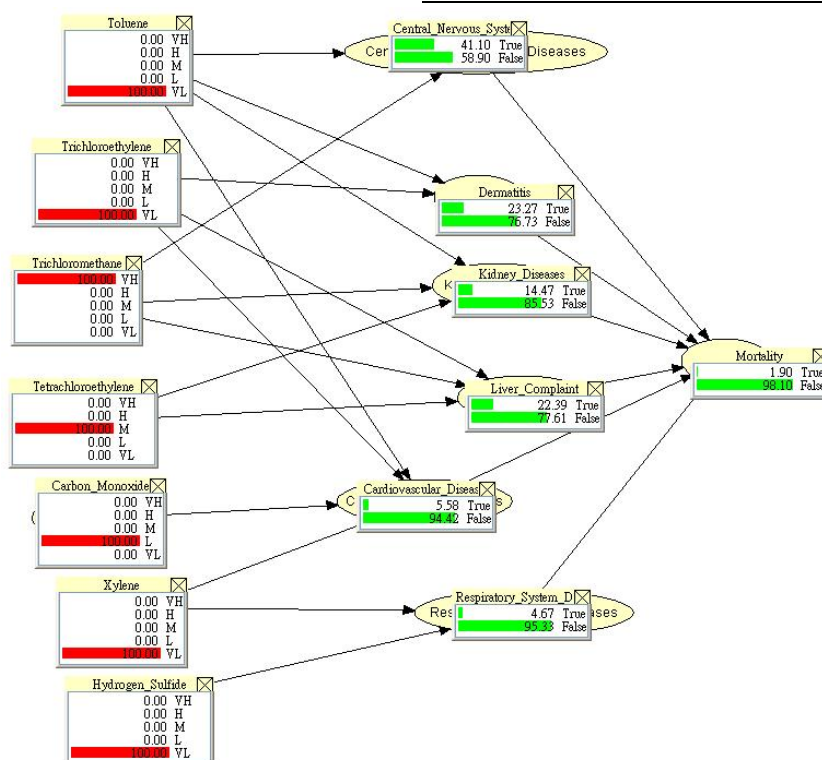 Toluene
0.00 VH
0.00 H
0.00 M
0.00 L
100.00 VL
Central_Nervous_Syste
41.10 True
58.90 False
Cen
Diseases
Trichloroethylene
0.00 VH
0.00 H
0.00 M
0.00 L
100.00 VL
Dermatitis
23.27 True
76.73 False
Trichloromethane
100.00 VH
0.00 H
0.00 M
0.00 L
0.00 VL
Kidney_Diseases
14.47 True
85.53 False
K
Mortality
1.90 True
98.10 False
Tetrachloroethylene
0.00 VH
0.00 H
100.00 M
0.00 L
0.00 VL
Liver_Complaint
22.39 True
77.61 False
Carbon_Monoxide
0.00 VH
0.00 H
0.00 M
100.00 L
0.00 VL
(
Cardiovascular_Diseas
5.58 True
94.42 False
C
s
Xylene
0.00 VH
0.00 H
0.00 M
0.00 L
100.00 VL
Respiratory_System_D
4.67 True
95.33 False
Res
ases
Hydrogen_Sulfide
0.00 VH
0.00 H
0.00 M
0.00 L
100.00 VL